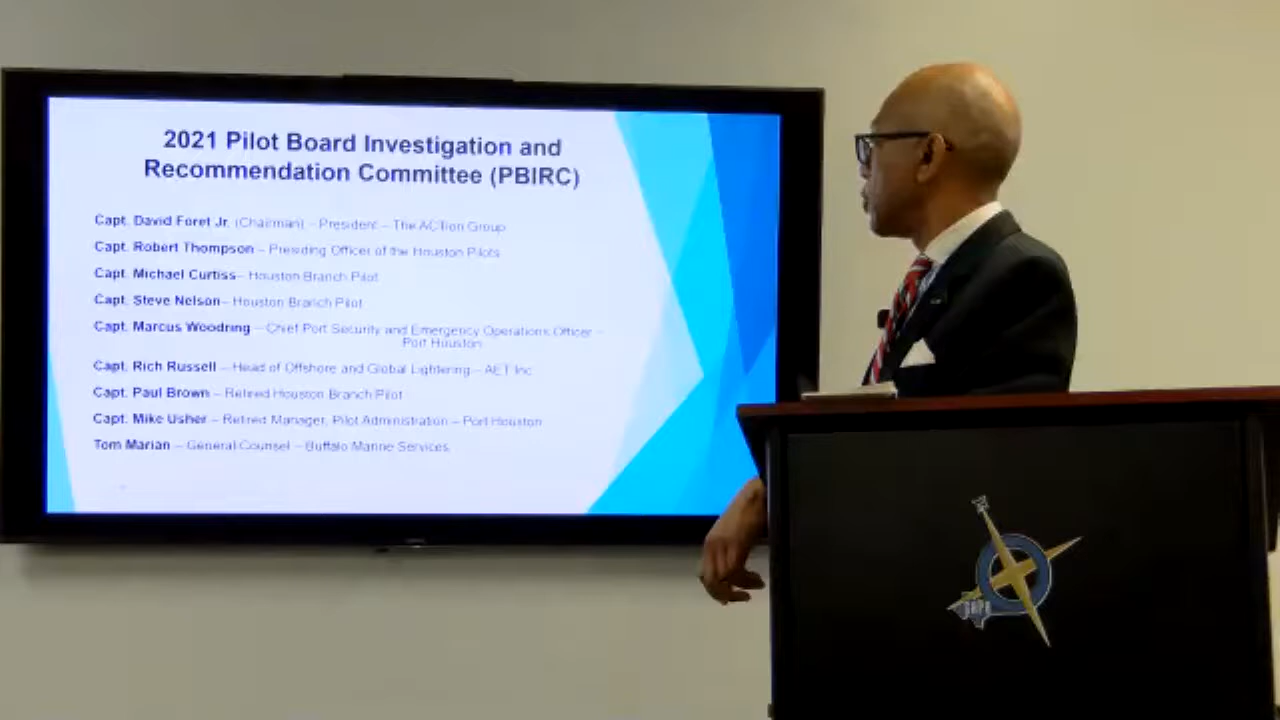 2021 Pilot Board Investigation and
Recommendation Committee (PBIRC)
Capt. David Foret Jr. (Chairman) – President – The ACTion Group
Capt. Robert Thompson – Presiding Officer of the Houston Pilots
Capt. Michael Curtiss– Houston Branch Pilot
Capt. Steve Nelson– Houston Branch Pilot
Capt. Marcus Woodring – Chief Port Security and Emergency Operations Officer –
Port Houston
Capt. Rich Russell – Head of Offshore and Global Lightering – AET Inc
Capt. Paul Brown – Retired Houston Branch Pilot
Capt. Mike Usher – Retired Manager, Pilot Administration – Port Houston
Tom Marian – General Counsel – Buffalo Marine Services